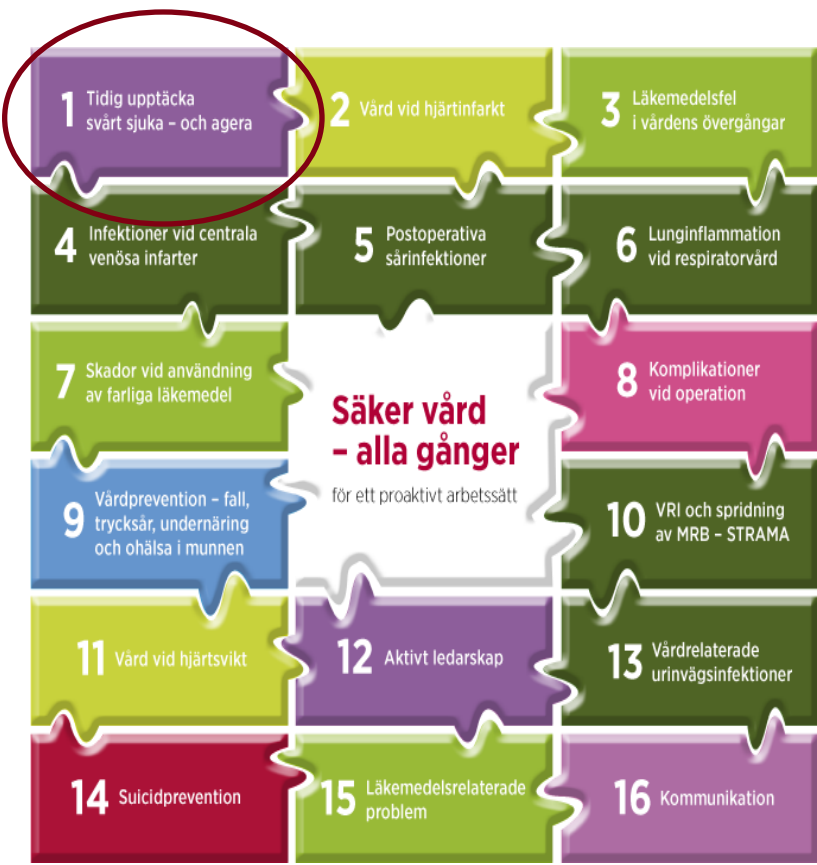 1 Tidig upptäcka
svårt sjuka – och agera
2 Vård vid hjärtinfarkt
3 Läkemedelsfel
i vårdens övergångar
4 Infektioner vid centrala
venösa infarter
5 Postoperativa
sårinfektioner
6 Lunginflammation
vid respiratorvård
7 Skador vid användning
av farliga läkemedel
Säker vård
– alla gånger
för ett proaktivt arbetssätt
8 Komplikationer
vid operation
9 Vårdprevention – fall,
trycksår, undernäring
och ohälsa i munnen
10 VRI och spridning
av MRB – STRAMA
11 Vård vid hjärtsvikt
12 Aktivt ledarskap
13 Vårdrelaterade
urinvägsinfektioner
14 Suicidprevention
15 Läkemedelsrelaterade
problem
16 Kommunikation